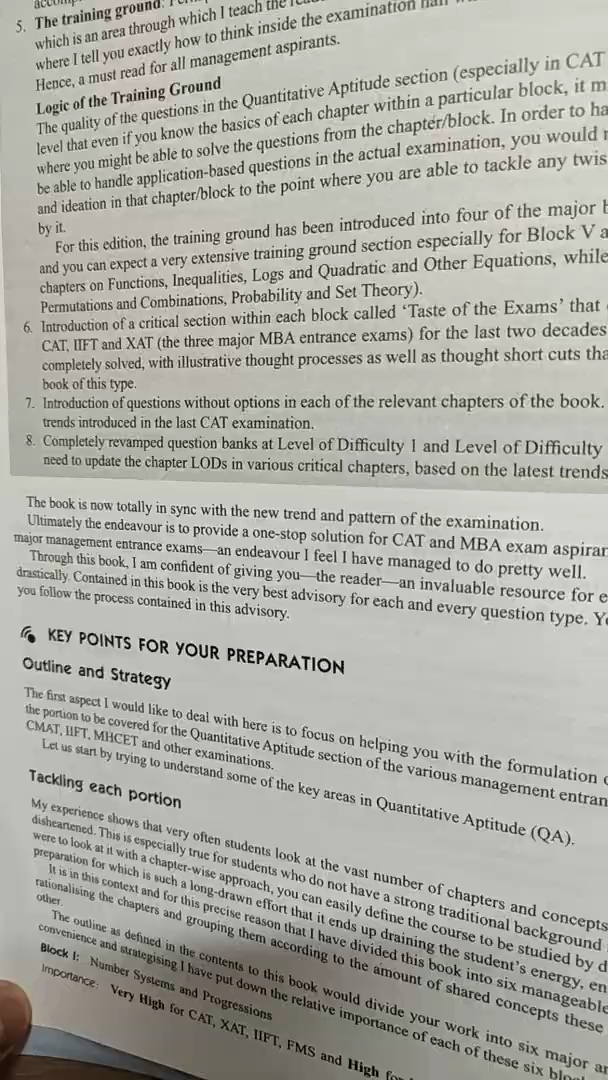 5. The training ground:
which is an area through which I teach the
where I tell you exactly how to think inside the examination hall
Hence, a must read for all management aspirants.
Logic of the Training Ground
The quality of the questions in the Quantitative Aptitude section (especially in CAT
level that even if you know the basics of each chapter within a particular block, it m
where you might be able to solve the questions from the chapter/block. In order to ha
be able to handle application-based questions in the actual examination, you would
and ideation in that chapter/block to the point where you are able to tackle any twis
by it.
For this edition, the training ground has been introduced into four of the major b
and you can expect a very extensive training ground section especially for Block V a
chapters on Functions, Inequalities, Logs and Quadratic and Other Equations, while
Permutations and Combinations, Probability and Set Theory).
6. Introduction of a critical section within each block called ‘Taste of the Exams’ that
CAT, IIFT and XAT (the three major MBA entrance exams) for the last two decades
completely solved, with illustrative thought processes as well as thought short cuts tha
book of this type.
7. Introduction of questions without options in each of the relevant chapters of the book.
trends introduced in the last CAT examination.
8. Completely revamped question banks at Level of Difficulty 1 and Level of Difficulty
need to update the chapter LODs in various critical chapters, based on the latest trends
The book is now totally in sync with the new trend and pattern of the examination.
Ultimately the endeavour is to provide a one-stop solution for CAT and MBA exam aspiran
major management entrance exams—an endeavour I feel I have managed to do pretty well.
Through this book, I am confident of giving you—the reader—an invaluable resource for e
drastically. Contained in this book is the very best advisory for each and every question type. Yo
you follow the process contained in this advisory.
KEY POINTS FOR YOUR PREPARATION
Outline and Strategy
The first aspect I would like to deal with here is to focus on helping you with the formulation
the portion to be covered for the Quantitative Aptitude section of the various management entran
CMAT, IIFT, MHCET and other examinations.
Let us start by trying to understand some of the key areas in Quantitative Aptitude (QA).
Tackling each portion
My experience shows that very often students look at the vast number of chapters and concepts
disheartened. This is especially true for students who do not have a strong traditional background
were to look at it with a chapter-wise approach, you can easily define the course to be studied by d
preparation for which is such a long-drawn effort that it ends up draining the student's energy, en
It is in this context and for this precise reason that I have divided this book into six manageable
rationalising the chapters and grouping them according to the amount of shared concepts these
other.
The outline as defined in the contents to this book would divide your work into six major ar
convenience and strategising I have put down the relative importance of each of these six bloc
Block I: Number Systems and Progressions
Importance: Very High for CAT, XAT, IIFT, FMS and High for